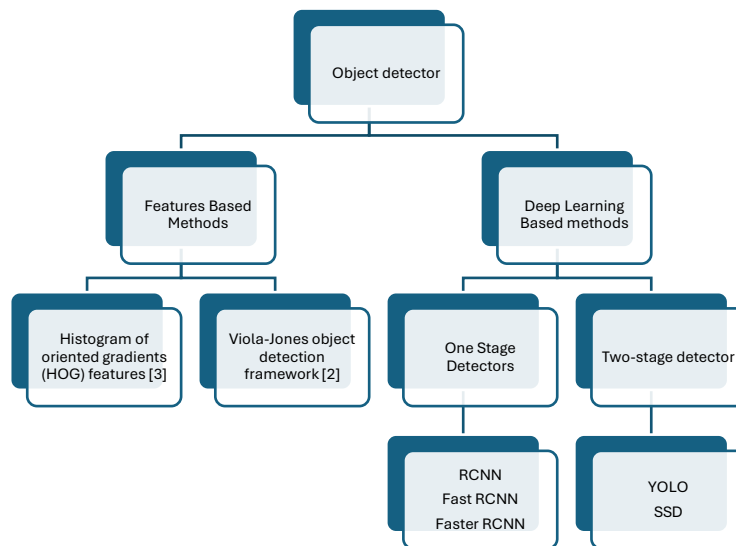 Object detector
Features Based
Methods
Deep Learning
Based methods
Histogram of
oriented gradients
(HOG) features [3]
Viola-Jones object
detection
framework [2]
One Stage
Detectors
Two-stage detector
RCNN
Fast RCNN
Faster RCNN
YOLO
SSD